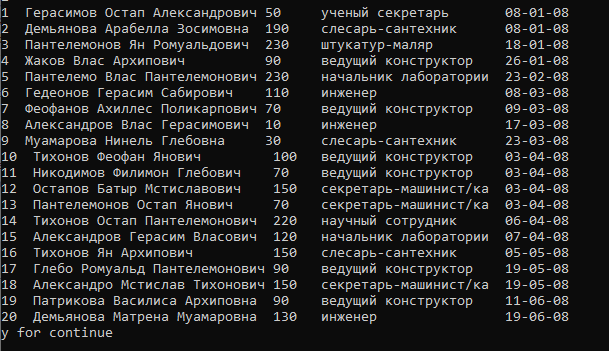 1  Герасимов Остап Александрович 50     ученый секретарь       08-01-08
2  Демьянова Арабелла Зосимовна  190    слесарь-сантехник      08-01-08
3  Пантелемонов Ян Ромуальдович  230    штукатур-маляр         18-01-08
4  Жаков Влас Архипович          90     ведущий конструктор    26-01-08
5  Пантелемо Влас Пантелемонович 230    начальник лаборатории  23-02-08
6  Гедеонов Герасим Сабирович    110    инженер                08-03-08
7  Феофанов Ахиллес Поликарпович 70     ведущий конструктор    09-03-08
8  Александров Влас Герасимович  10     инженер                17-03-08
9  Муамарова Нинель Глебовна     30     слесарь-сантехник      23-03-08
10  Тихонов Феофан Янович         100   ведущий конструктор    03-04-08
11  Никодимов Филимон Глебович    70    ведущий конструктор    03-04-08
12  Остапов Батыр Мстиславович    150   секретарь-машинист/ка  03-04-08
13  Пантелемонов Остап Янович     70    секретарь-машинист/ка  03-04-08
14  Тихонов Остап Пантелемонович  220   научный сотрудник      06-04-08
15  Александров Герасим Власович  120   начальник лаборатории  07-04-08
16  Тихонов Ян Архипович          150   слесарь-сантехник      05-05-08
17  Глебо Ромуальд Пантелемонович 90    ведущий конструктор    19-05-08
18  Александро Мстислав Тихонович 150   секретарь-машинист/ка  19-05-08
19  Патрикова Василиса Архиповна  90    ведущий конструктор    11-06-08
20  Демьянова Матрена Муамаровна  130   инженер                19-06-08
y for continue